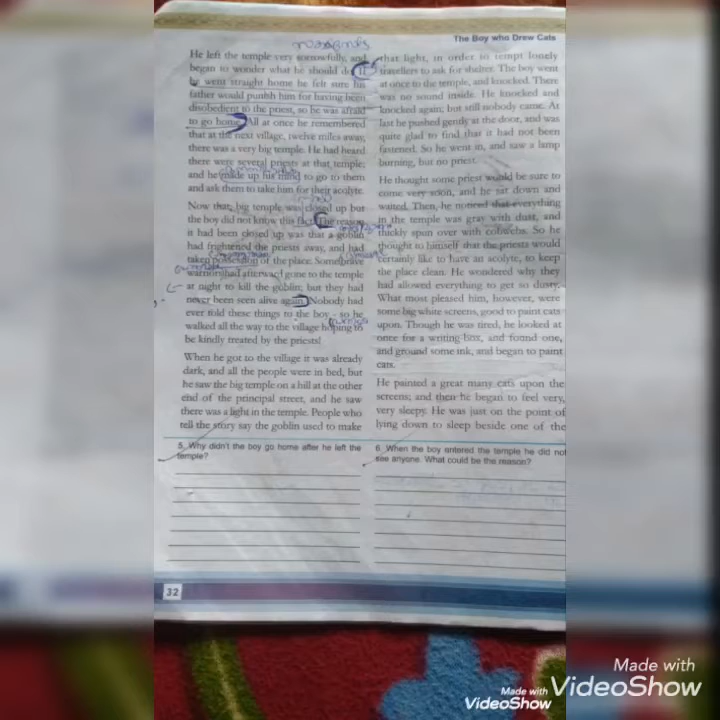 The Boy who Drew Cats
He left the temple very sorrowfully, and
began to wonder what he should do. If
he went straight home he felt sure his
father would punish him for having been
disobedient to the priest, so he was afraid
to go home. All at once he remembered
that at the next village, twelve miles away,
there was a very big temple. He had heard
there were several priests at that temple;
and he made up his mind to go to them
and ask them to take him for their acolyte.
Now that big temple was closed up but
the boy did not know this fact. The reason
it had been closed up was that a goblin
had frightened the priests away, and had
taken possession of the place. Some brave
warriors had afterward gone to the temple
at night to kill the goblin; but they had
never been seen alive again. Nobody had
ever told these things to the boy - so he
walked all the way to the village hoping to
be kindly treated by the priests!
When he got to the village it was already
dark, and all the people were in bed, but
he saw the big temple on a hill at the other
end of the principal street, and he saw
there was a light in the temple. People who
tell the story say the goblin used to make
that light, in order to tempt lonely
travellers to ask for shelter. The boy went
at once to the temple, and knocked. There
was no sound inside. He knocked and
knocked again; but still nobody came. At
last he pushed gently at the door, and was
quite glad to find that it had not been
fastened. So he went in, and saw a lamp
burning, but no priest.
He thought some priest would be sure to
come very soon, and he sat down and
waited. Then, he noticed that everything
in the temple was gray with dust, and
thickly spun over with cobwebs. So he
thought to himself that the priests would
certainly like to have an acolyte, to keep
the place clean. He wondered why they
had allowed everything to get so dusty.
What most pleased him, however, were
some big white screens, good to paint cats
upon. Though he was tired, he looked at
once for a writing-box, and found one,
and ground some ink, and began to paint
cats.
He painted a great many cats upon the
screens; and then he began to feel very,
very sleepy. He was just on the point of
lying down to sleep beside one of the
5. Why didn't the boy go home after he left the
temple?
6. When the boy entered the temple he did not
see anyone. What could be the reason?
32
Made with
VideoShow
Made with
VideoShow